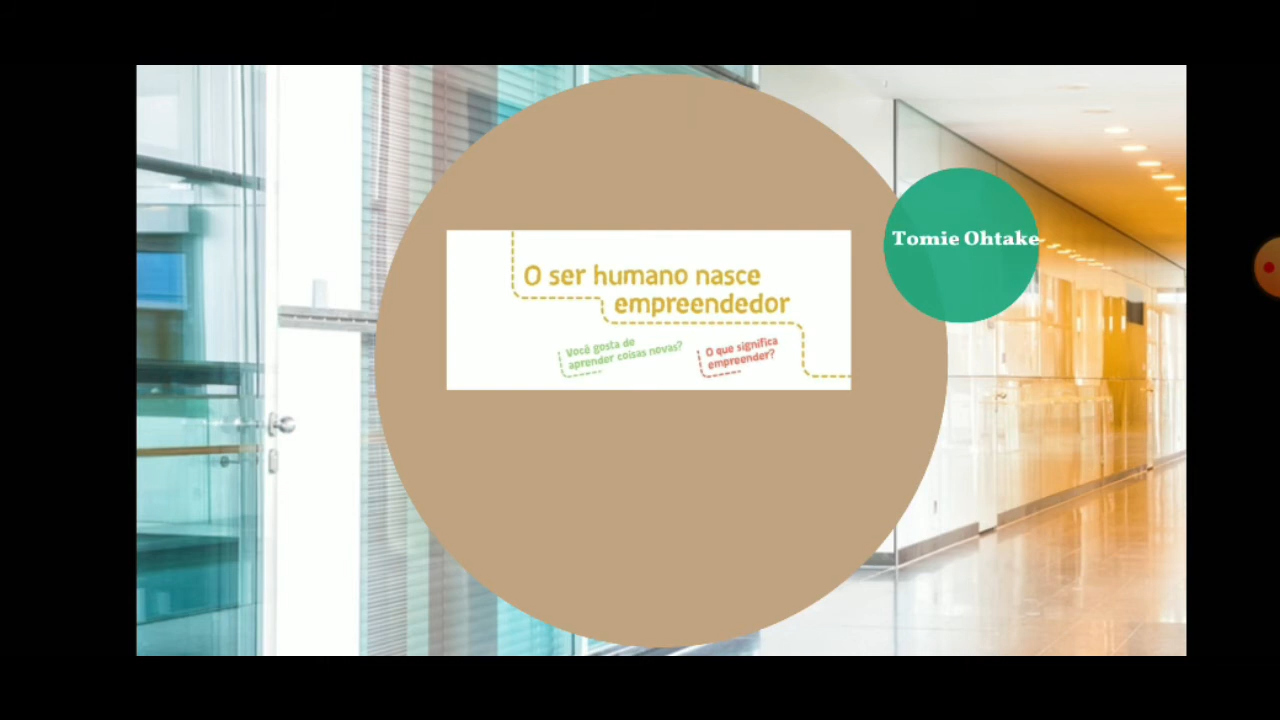 O ser humano nasce
empreendedor
Você gosta de
aprender coisas novas?
O que significa
empreender?
Tomie Ohtake